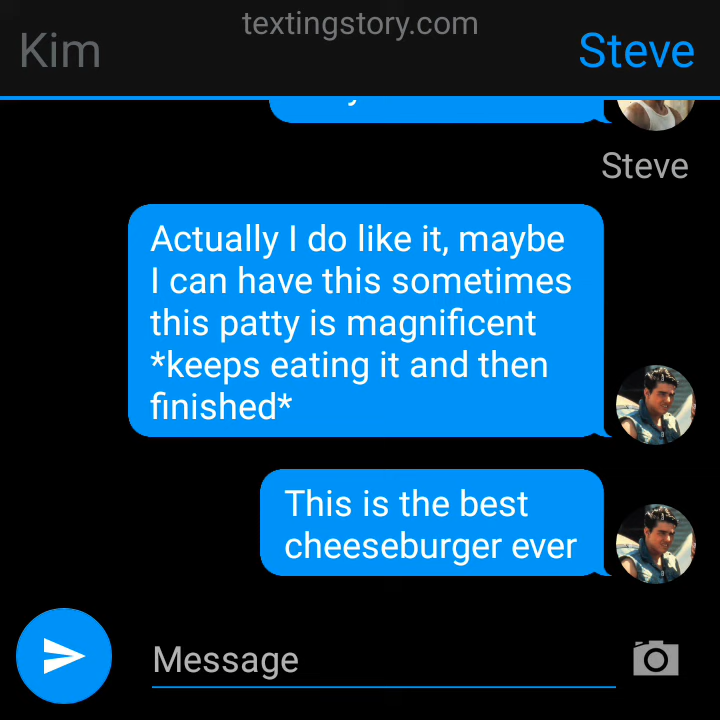 textingstory.com
Kim
Steve
Steve
Actually I do like it, maybe
I can have this sometimes
this patty is magnificent
*keeps eating it and then
finished*
This is the best
cheeseburger ever
Message